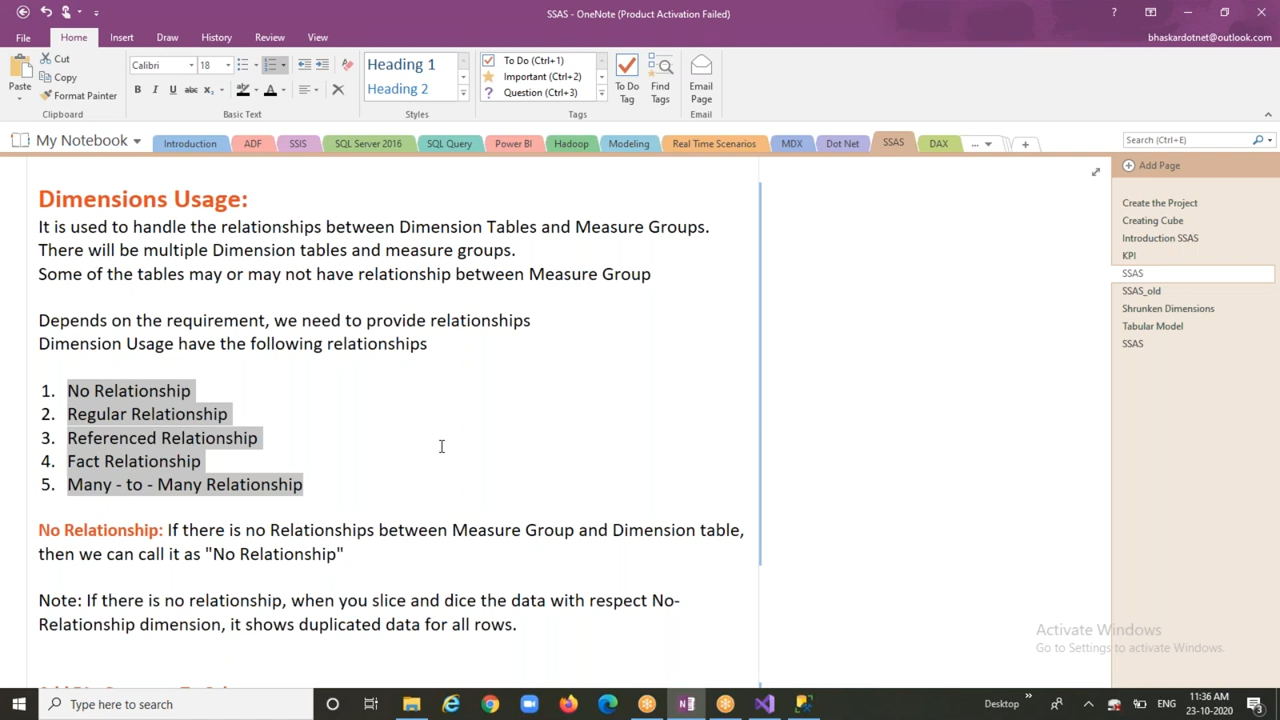 SSAS - OneNote (Product Activation Failed)
?
File
Home
Insert
Draw
History
Review
View
bhaskardotnet@outlook.com
Paste
Cut
Copy
Format Painter
Clipboard
Calibri
18
B I U abc X₂
A
Basic Text
Heading 1
Heading 2
Styles
To Do (Ctrl+1)
Important (Ctrl+2)
? Question (Ctrl+3)
To Do
Tag
Find
Tags
Tags
Email
Page
Email
My Notebook
Introduction
ADF
SSIS
SQL Server 2016
SQL Query
Power BI
Hadoop
Modeling
Real Time Scenarios
MDX
Dot Net
SSAS
DAX
...
Search (Ctrl+E)
Dimensions Usage:
It is used to handle the relationships between Dimension Tables and Measure Groups.
There will be multiple Dimension tables and measure groups.
Some of the tables may or may not have relationship between Measure Group
Depends on the requirement, we need to provide relationships
Dimension Usage have the following relationships
1. No Relationship
2. Regular Relationship
3. Referenced Relationship
4. Fact Relationship
5. Many - to - Many Relationship
No Relationship: If there is no Relationships between Measure Group and Dimension table,
then we can call it as "No Relationship"
Note: If there is no relationship, when you slice and dice the data with respect No-
Relationship dimension, it shows duplicated data for all rows.
Add Page
Create the Project
Creating Cube
Introduction SSAS
KPI
SSAS
SSAS_old
Shrunken Dimensions
Tabular Model
SSAS
Activate Windows
Go to Settings to activate Windows.
Type here to search
Desktop
ENG
11:36 AM
23-10-2020
3